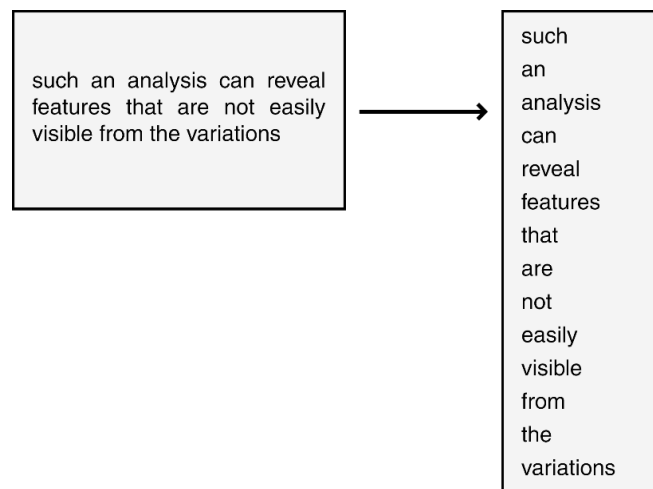 such an analysis can reveal
features that are not easily
visible from the variations
such
an
analysis
can
reveal
features
that
are
not
easily
visible
from
the
variations